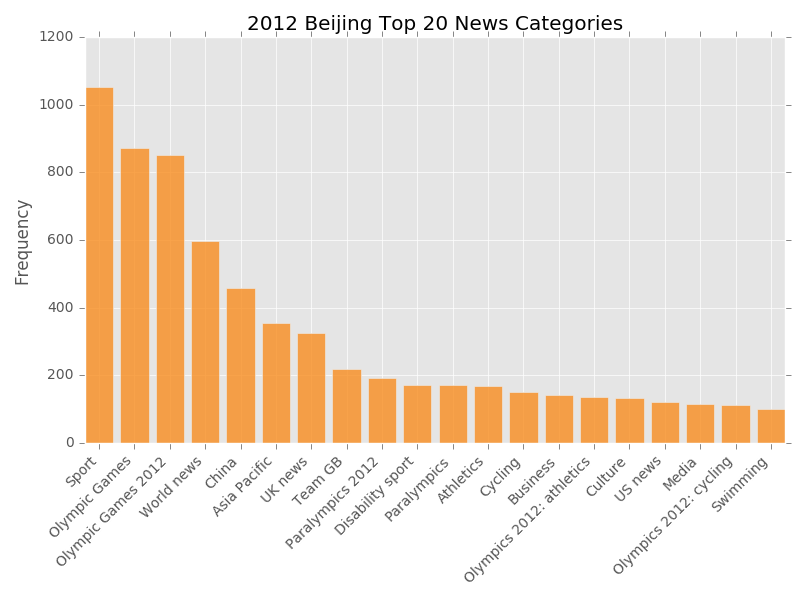 2012 Beijing Top 20 News Categories
1200
1000
800
600
400
200
0
Frequency
Sport
Olympic Games
Olympic Games 2012
World news
China
Asia Pacific
UK news
Team GB
Paralympics 2012
Disability sport
Paralympics
Athletics
Cycling
Business
Olympics 2012: athletics
Culture
US news
Media
Olympics 2012: cycling
Swimming